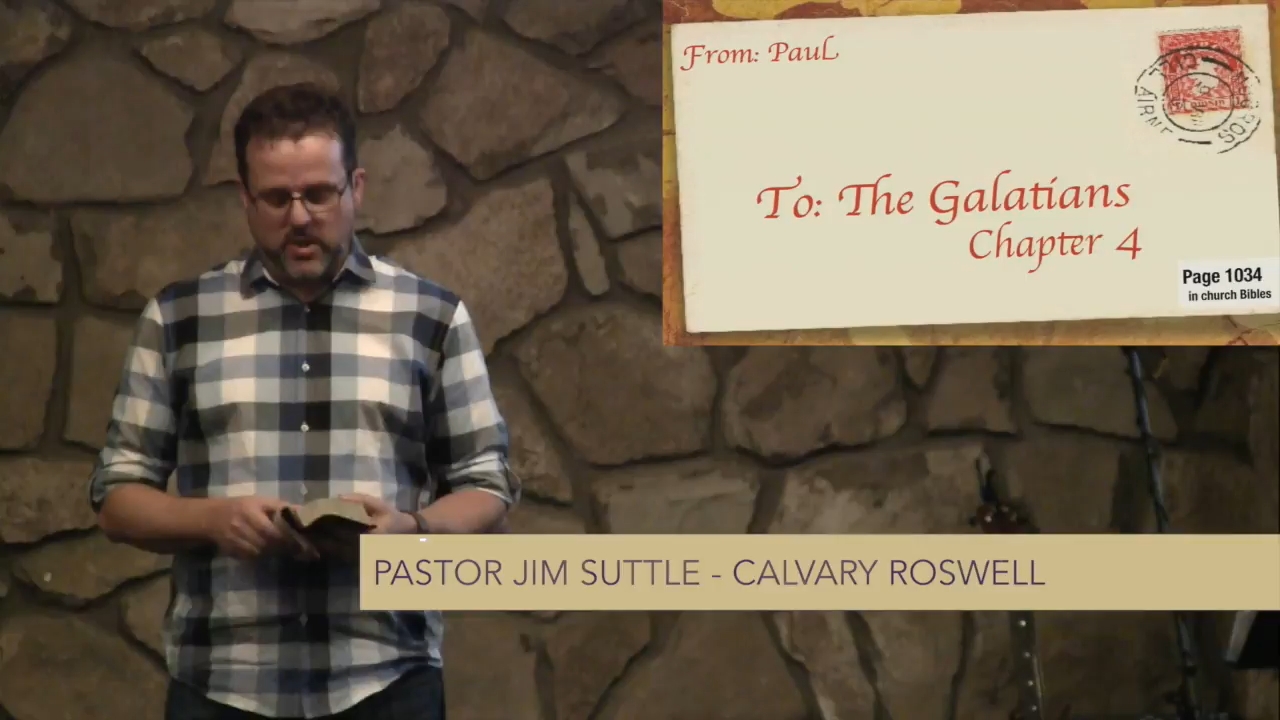 From: Paul
To: The Galatians
Chapter 4
Page 1034
in church Bibles
PASTOR JIM SUTTLE - CALVARY ROSWELL